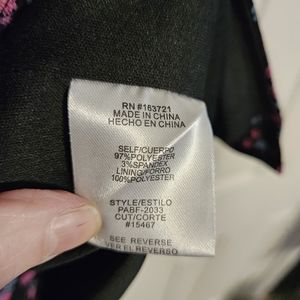 RN #163721
MADE IN CHINA
HECHO EN CHINA
SELF/CUERPO
97%POLYESTER
3%SPANDEX
LINING/FORRO
100%POLYESTER
STYLE/ESTILO
PABF-2033
CUT/CORTE
#15467
SEE REVERSE
VER EL REVERSO